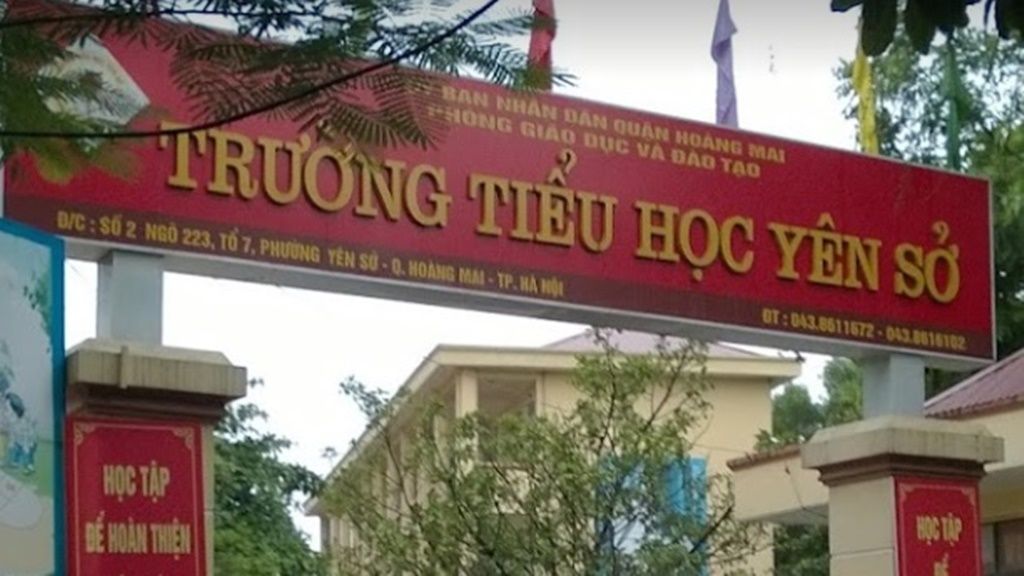 BAN NHÂN DÂN QUẬN HOÀNG MAI
PHÒNG GIÁO DỤC VÀ ĐÀO TẠO
TRƯỜNG TIỂU HỌC YÊN SỞ
Đ/C : SỐ 2 NGÕ 223, TỔ 7, PHƯỜNG YÊN SỞ - Q. HOÀNG MAI - TP. HÀ NỘI
ĐT : 043.8611672 - 043.8616102
HỌC TẬP
ĐỂ HOÀN THIỆN
HỌC TẬP
ĐỂ